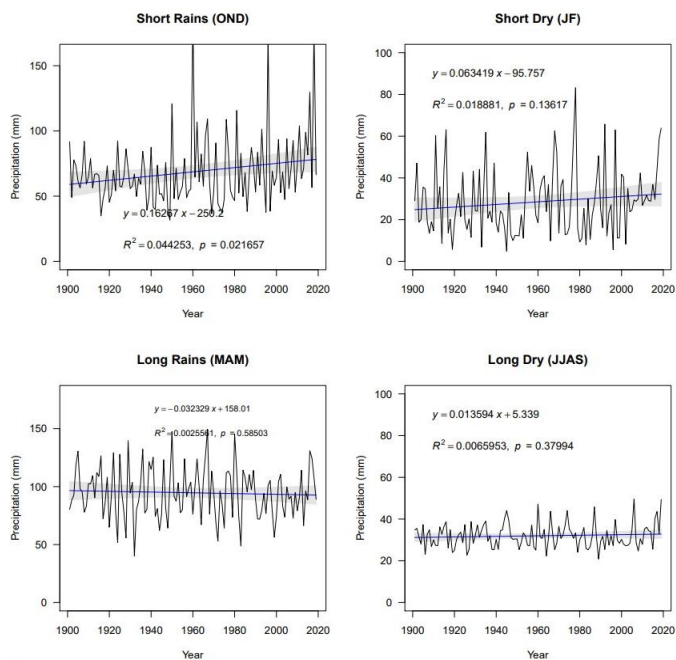 Short Rains (OND)
Precipitation (mm)
150
100
50
0
y = 0.16267 x − 250.2
R² = 0.044253, p = 0.021657
1900 1920 1940 1960 1980 2000 2020
Year
Short Dry (JF)
Precipitation (mm)
100
80
60
40
20
0
y = 0.063419 x − 95.757
R² = 0.018881, p = 0.13617
1900 1920 1940 1960 1980 2000 2020
Year
Long Rains (MAM)
Precipitation (mm)
150
100
50
0
y = −0.032329 x + 158.01
p = 0.58503
1900 1920 1940 1960 1980 2000 2020
Year
Long Dry (JJAS)
Precipitation (mm)
100
80
60
40
20
0
y = 0.013594 x + 5.339
R² = 0.0065953, p = 0.37994
1900 1920 1940 1960 1980 2000 2020
Year